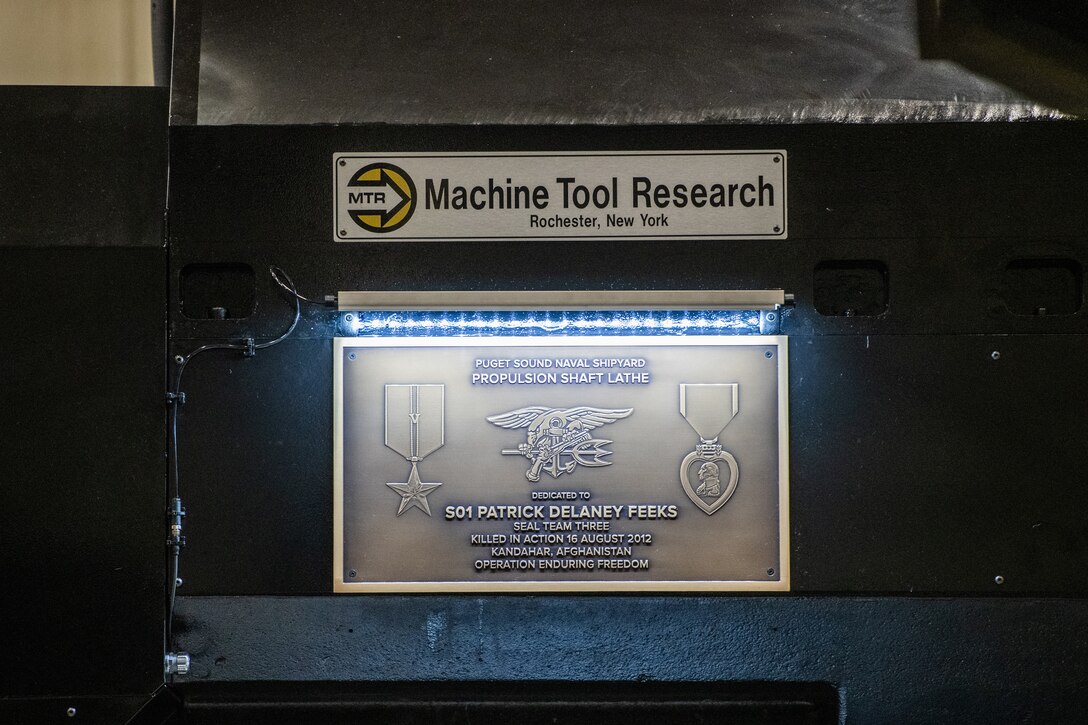 MTR
Machine Tool Research
Rochester, New York
PUGET SOUND NAVAL SHIPYARD
PROPULSION SHAFT LATHE
V
DEDICATED TO
S01 PATRICK DELANEY FEEKS
SEAL TEAM THREE
KILLED IN ACTION 16 AUGUST 2012
KANDAHAR, AFGHANISTAN
OPERATION ENDURING FREEDOM